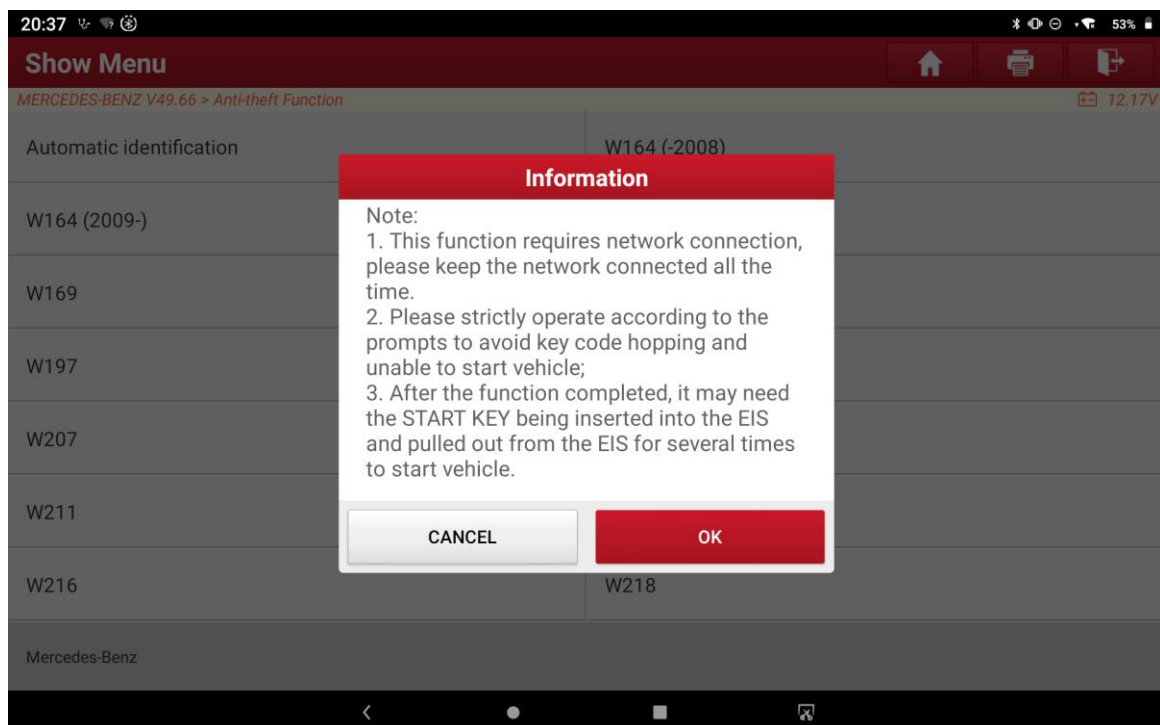 20:37
53%
Show Menu
MERCEDES-BENZ V49.66 > Anti-theft Function
12.17V
Automatic identification
W164 (-2008)
Information
W164 (2009-)
Note:
1. This function requires network connection,
please keep the network connected all the
time.
2. Please strictly operate according to the
prompts to avoid key code hopping and
unable to start vehicle;
3. After the function completed, it may need
the START KEY being inserted into the EIS
and pulled out from the EIS for several times
to start vehicle.
W169
W197
W207
W211
CANCEL
OK
W216
W218
Mercedes-Benz